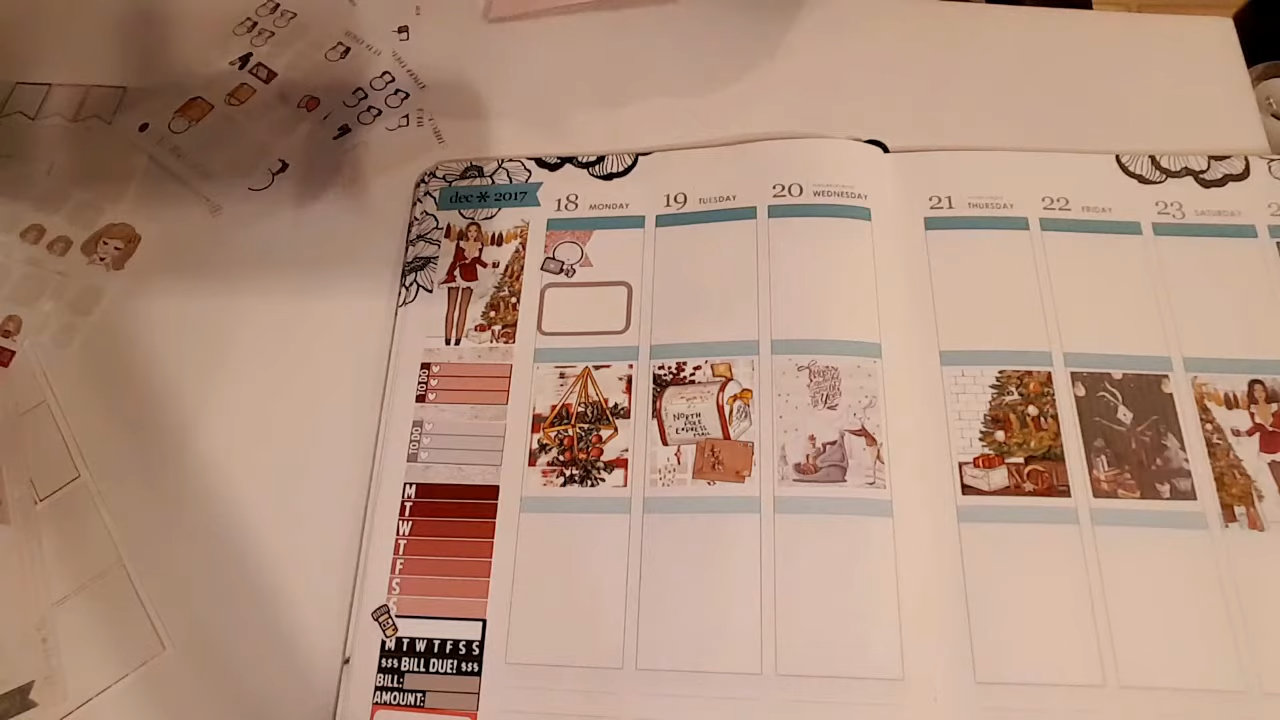 dec * 2017
18 MONDAY
19 TUESDAY
20 WEDNESDAY
21 THURSDAY
22 FRIDAY
23 SATURDAY
TO DO
TO DO
NORTH
POLE
EXPRESS
MAIL
M
T
W
T
F
S
S
M T W T F S S
$$$ BILL DUE! $$$
BILL:
AMOUNT: